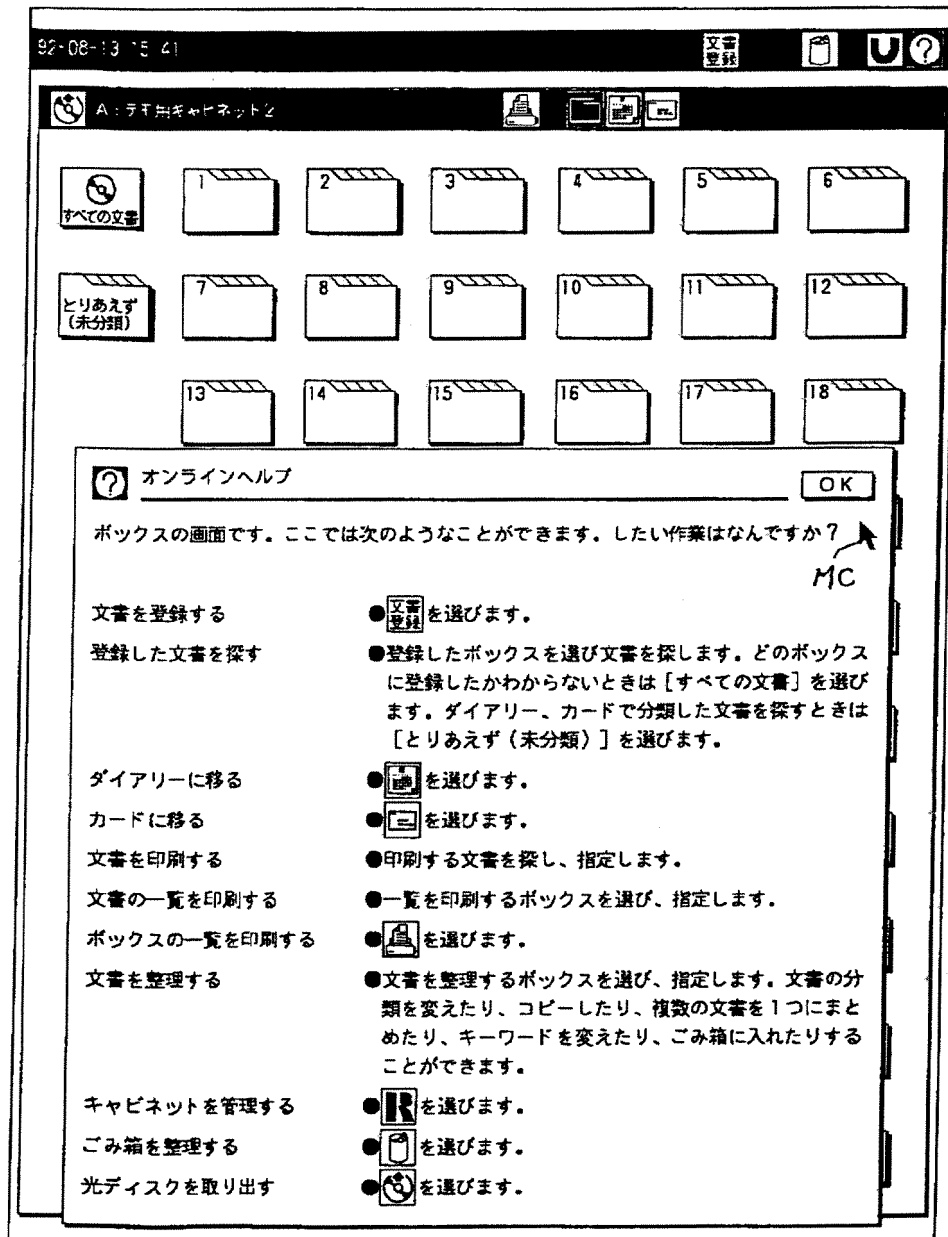 92-08-13 15 41
文書
登録
?
A:デモ用キャビネット2
すべての文書
1
2
3
4
5
6
とりあえず
(未分類)
7
8
9
10
11
12
13
14
15
16
17
18
? オンラインヘルプ
OK
ボックスの画面です。ここでは次のようなことができます。したい作業はなんですか?
MC
文書を登録する ●文書登録を選びます。
登録した文書を探す ●登録したボックスを選び文書を探します。どのボックス
に登録したかわからないときは[すべての文書]を選び
ます。ダイアリー、カードで分類した文書を探すときは
[とりあえず(未分類)]を選びます。
ダイアリーに移る ●を選びます。
カードに移る ●を選びます。
文書を印刷する ●印刷する文書を探し、指定します。
文書の一覧を印刷する ●一覧を印刷するボックスを選び、指定します。
ボックスの一覧を印刷する ●を選びます。
文書を整理する ●文書を整理するボックスを選び、指定します。文書の分
類を変えたり、コピーしたり、複数の文書を1つにまと
めたり、キーワードを変えたり、ごみ箱に入れたりする
ことができます。
キャビネットを管理する ●を選びます。
ごみ箱を整理する ●を選びます。
光ディスクを取り出す ●を選びます。